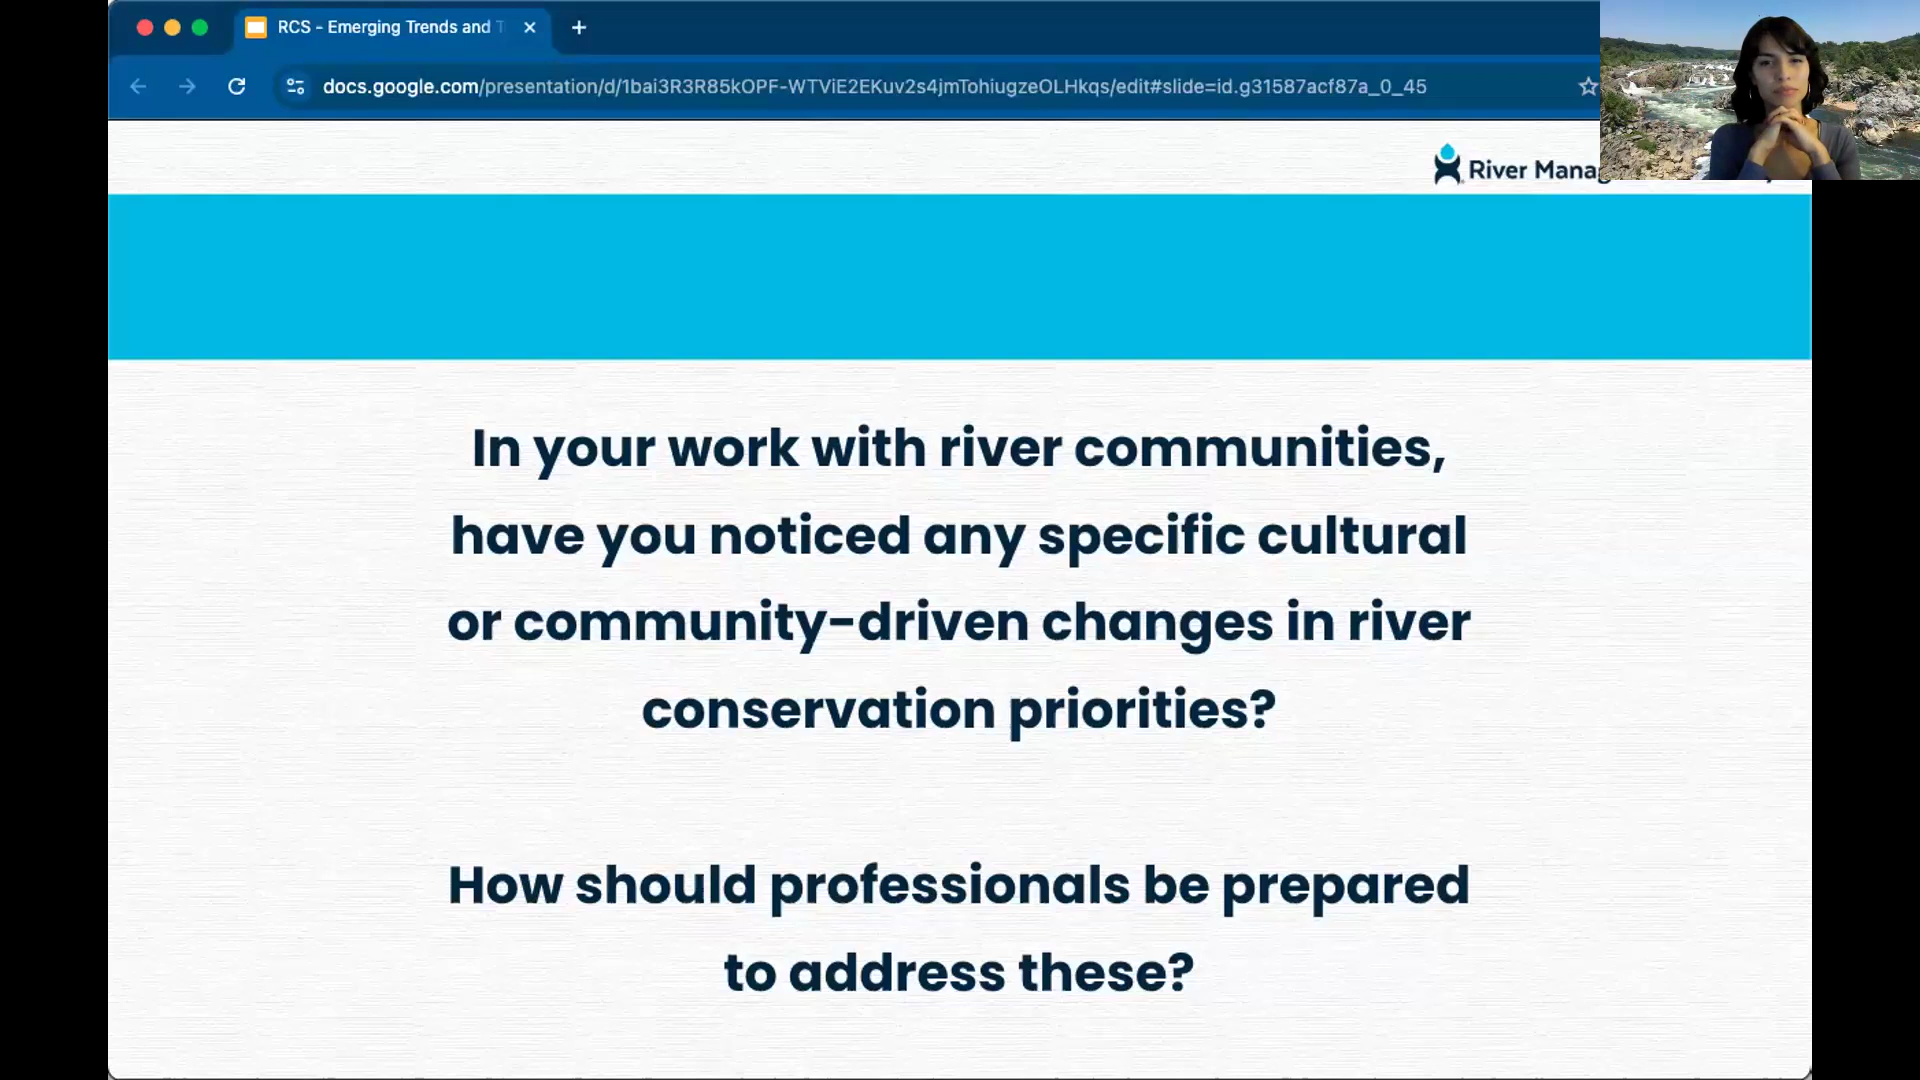 RCS - Emerging Trends and
docs.google.com/presentation/d/1bai3R3R85kOPF-WTViE2EKuv2s4jmTohiugzeOLHkqs/edit#slide=id.g31587acf87a_0_45
River Manag
In your work with river communities,
have you noticed any specific cultural
or community-driven changes in river
conservation priorities?
How should professionals be prepared
to address these?